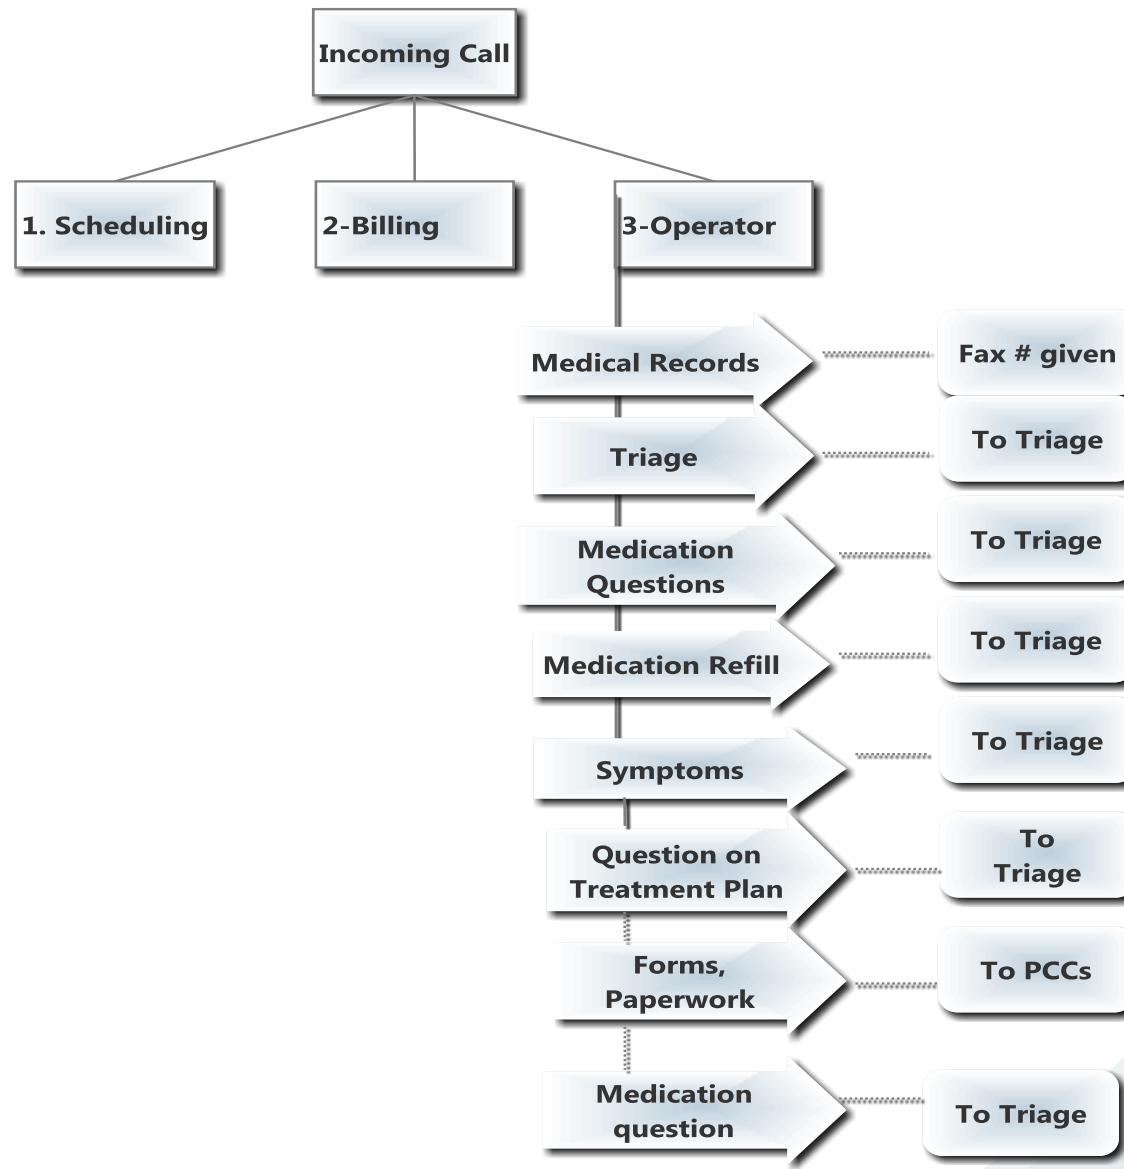 Incoming Call
1. Scheduling
2-Billing
3-Operator
Medical Records
Fax # given
Triage
To Triage
Medication
Questions
To Triage
Medication Refill
To Triage
Symptoms
To Triage
Question on
Treatment Plan
To
Triage
Forms,
Paperwork
To PCCs
Medication
question
To Triage